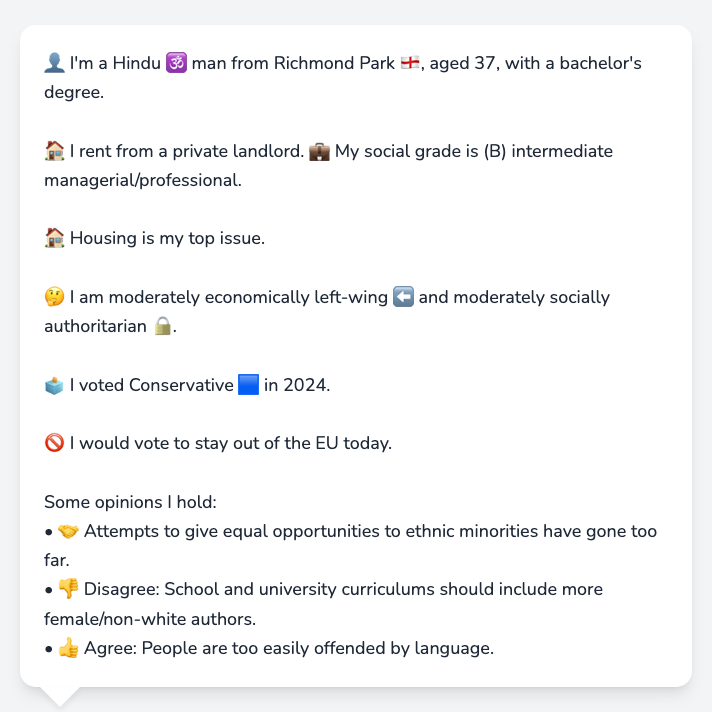 👤 I'm a Hindu 🕉️ man from Richmond Park 🏴󠁧󠁢󠁥󠁮󠁧󠁿, aged 37, with a bachelor's
degree.
🏠 I rent from a private landlord. 💼 My social grade is (B) intermediate
managerial/professional.
🏠 Housing is my top issue.
🤔 I am moderately economically left-wing ⬅️ and moderately socially
authoritarian 🔒.
🗳️ I voted Conservative 🟦 in 2024.
🚫 I would vote to stay out of the EU today.
Some opinions I hold:
• 🤝 Attempts to give equal opportunities to ethnic minorities have gone too
far.
• 👎 Disagree: School and university curriculums should include more
female/non-white authors.
• 👍 Agree: People are too easily offended by language.